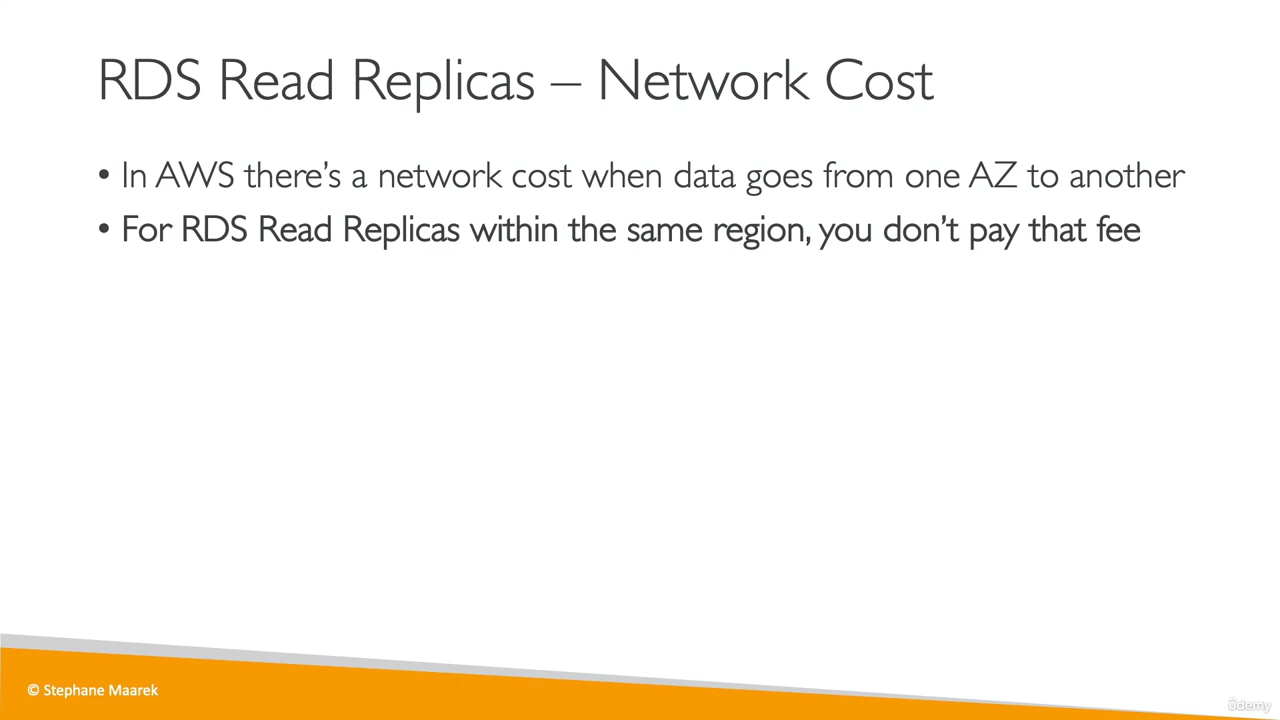 RDS Read Replicas – Network Cost
• In AWS there’s a network cost when data goes from one AZ to another
• For RDS Read Replicas within the same region, you don’t pay that fee
© Stephane Maarek
ûdemy